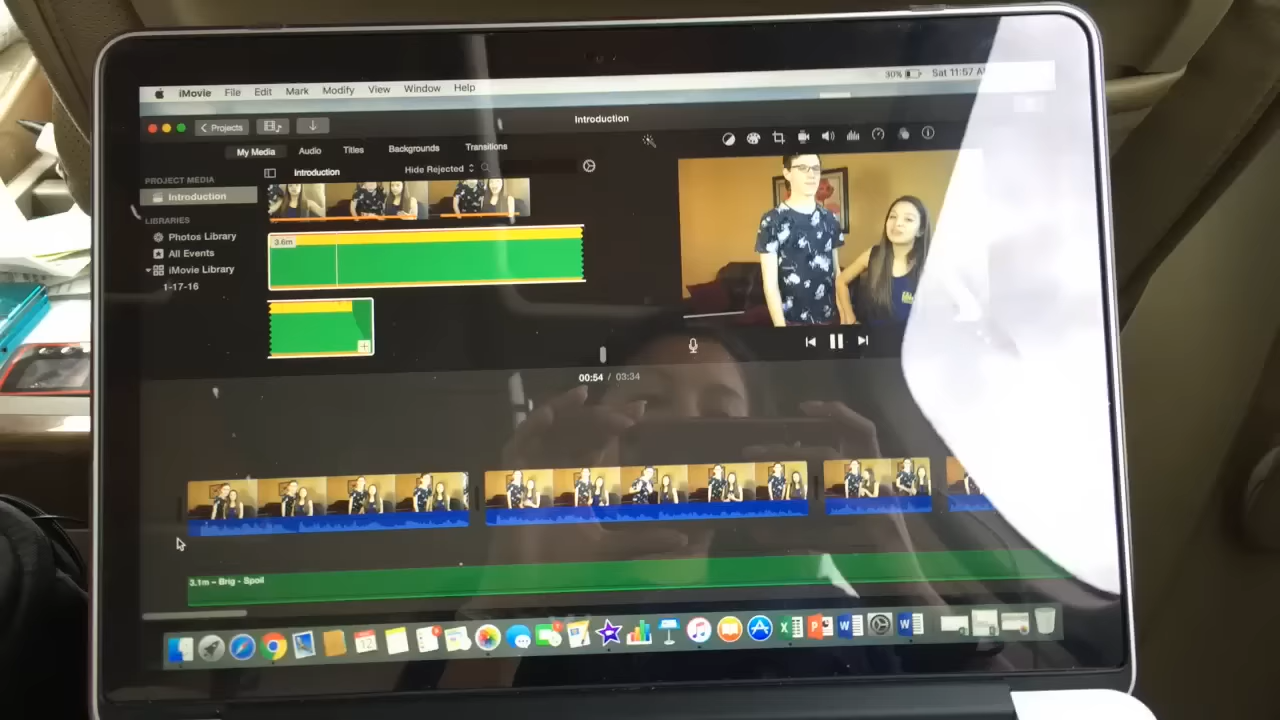 iMovie File Edit Mark Modify View Window Help
30% Sat 11:57 A
Projects
Introduction
My Media Audio Titles Backgrounds Transitions
PROJECT MEDIA
Introduction
LIBRARIES
Photos Library
All Events
iMovie Library
1-17-16
Introduction
Hide Rejected
3.6m
00:54 / 03:34
3.1m – Brig - Spoil
12